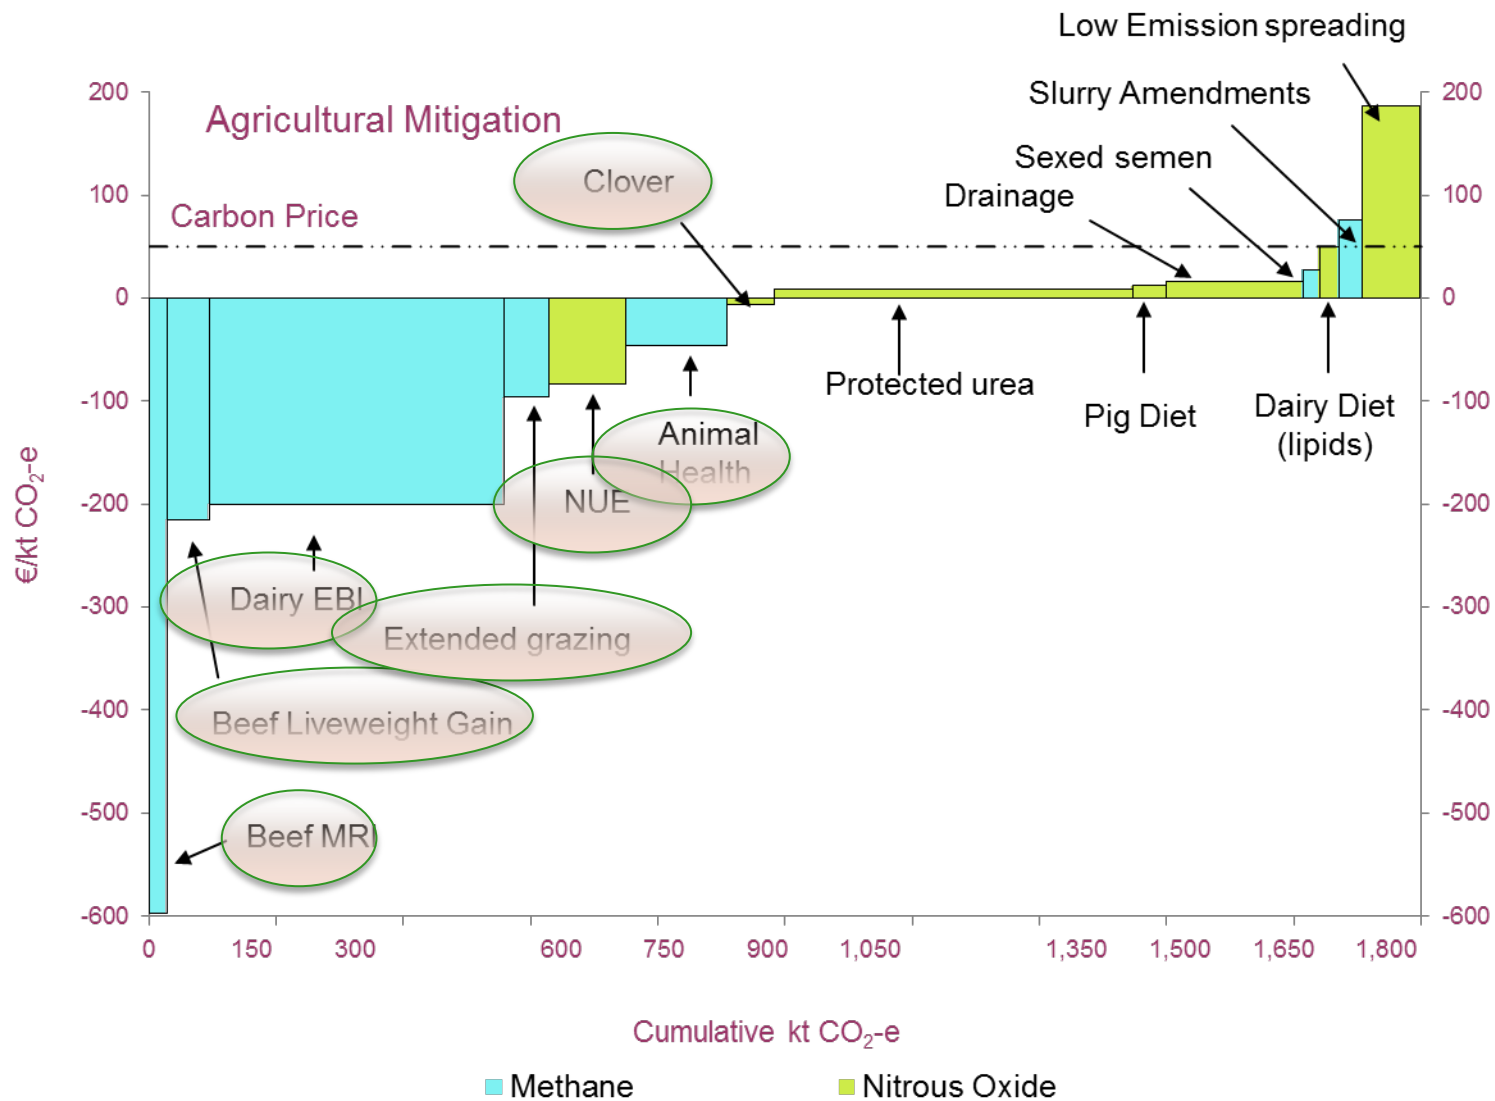 Low Emission spreading
200
200
Slurry Amendments
Agricultural Mitigation
Sexed semen
Clover
Drainage
100
100
Carbon Price
0
0
Protected urea
-100
-100
Pig Diet
Dairy Diet
(lipids)
Animal
Health
NUE
-200
-200
€/kt CO₂-e
Dairy EBI
-300
-300
Extended grazing
-400
-400
Beef Liveweight Gain
-500
-500
Beef MRI
-600
-600
0 150 300 600 750 900 1,050 1,350 1,500 1,650 1,800
Cumulative kt CO₂-e
Methane
Nitrous Oxide